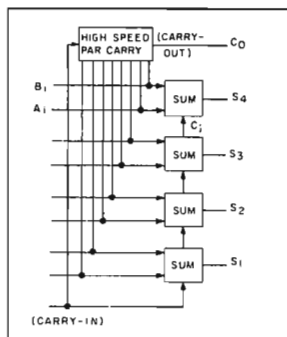 HIGH SPEED
PAR CARRY
(CARRY-
OUT)
C0
Bi
Ai
SUM
S4
Ci
SUM
S3
SUM
S2
SUM
S1
(CARRY-IN)